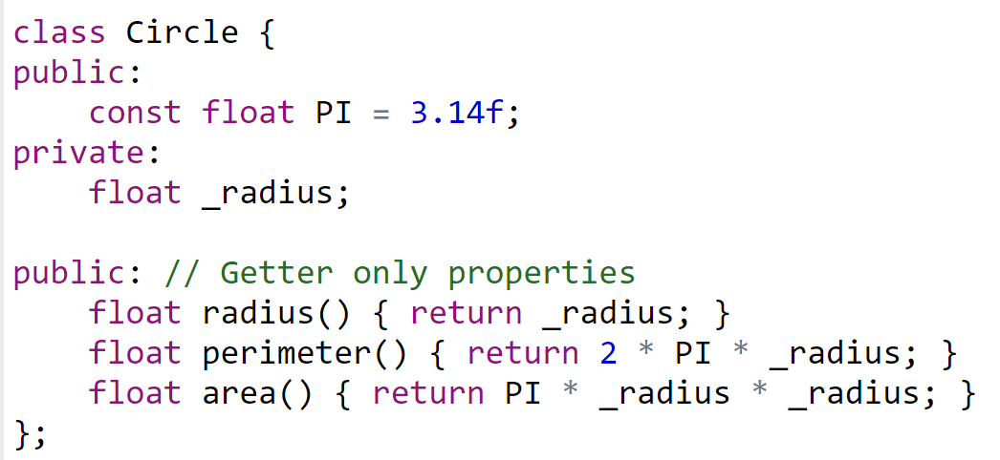 class Circle {
public:
    const float PI = 3.14f;
private:
    float _radius;

public: // Getter only properties
    float radius() { return _radius; }
    float perimeter() { return 2 * PI * _radius; }
    float area() { return PI * _radius * _radius; }
};